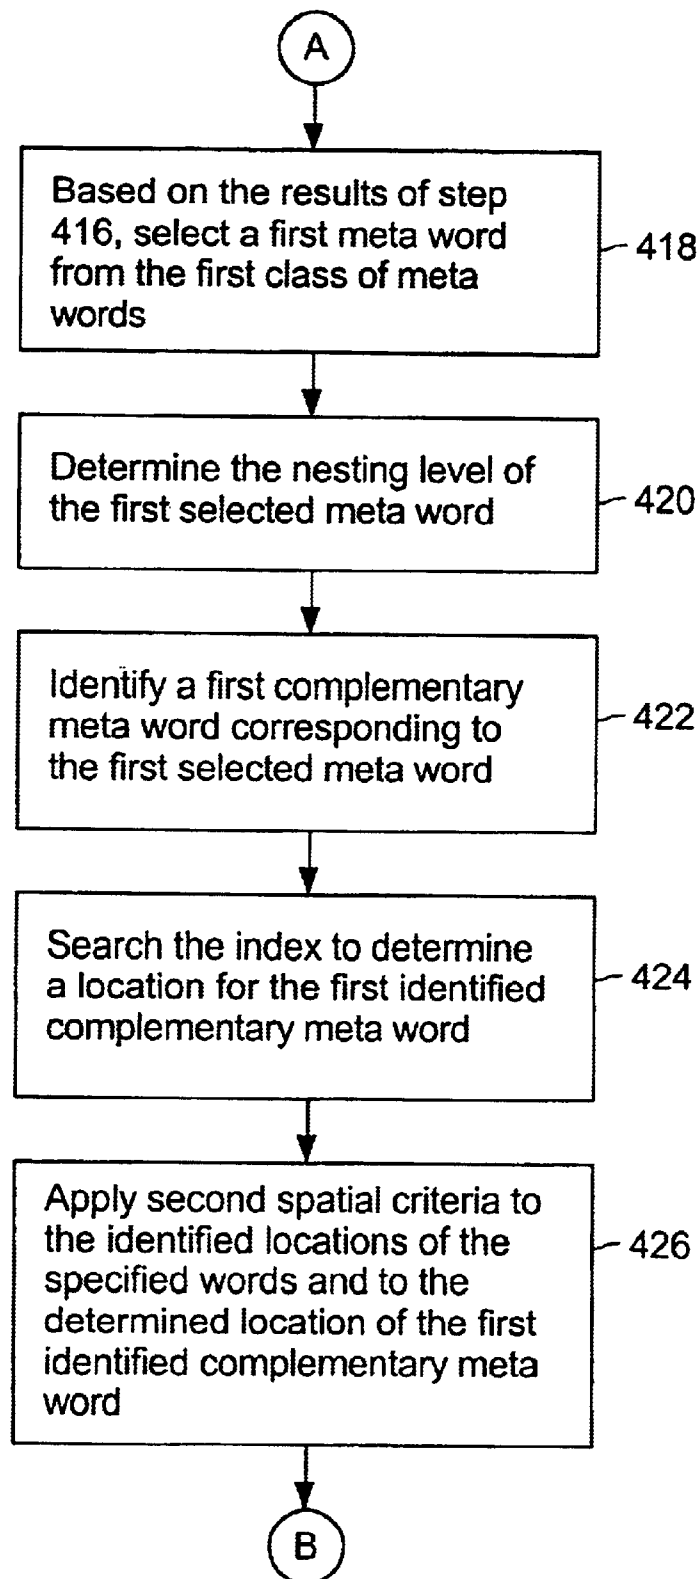 A
Based on the results of step
416, select a first meta word
from the first class of meta
words
418
Determine the nesting level of
the first selected meta word
420
Identify a first complementary
meta word corresponding to
the first selected meta word
422
Search the index to determine
a location for the first identified
complementary meta word
424
Apply second spatial criteria to
the identified locations of the
specified words and to the
determined location of the first
identified complementary meta
word
426
B